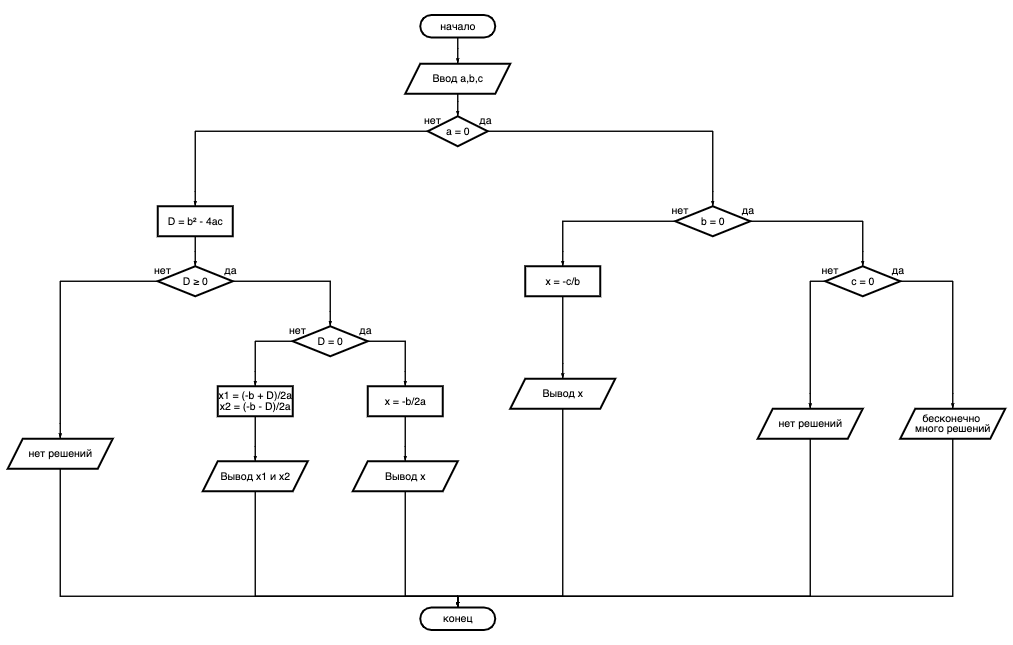 начало
Ввод a,b,c
нет
да
a = 0
D = b² - 4ac
нет
да
b = 0
нет
да
D ≥ 0
x = -c/b
нет
да
c = 0
нет
да
D = 0
x1 = (-b + D)/2a
x2 = (-b - D)/2a
x = -b/2a
Вывод x
нет решений
бесконечно
много решений
нет решений
Вывод x1 и x2
Вывод x
конец